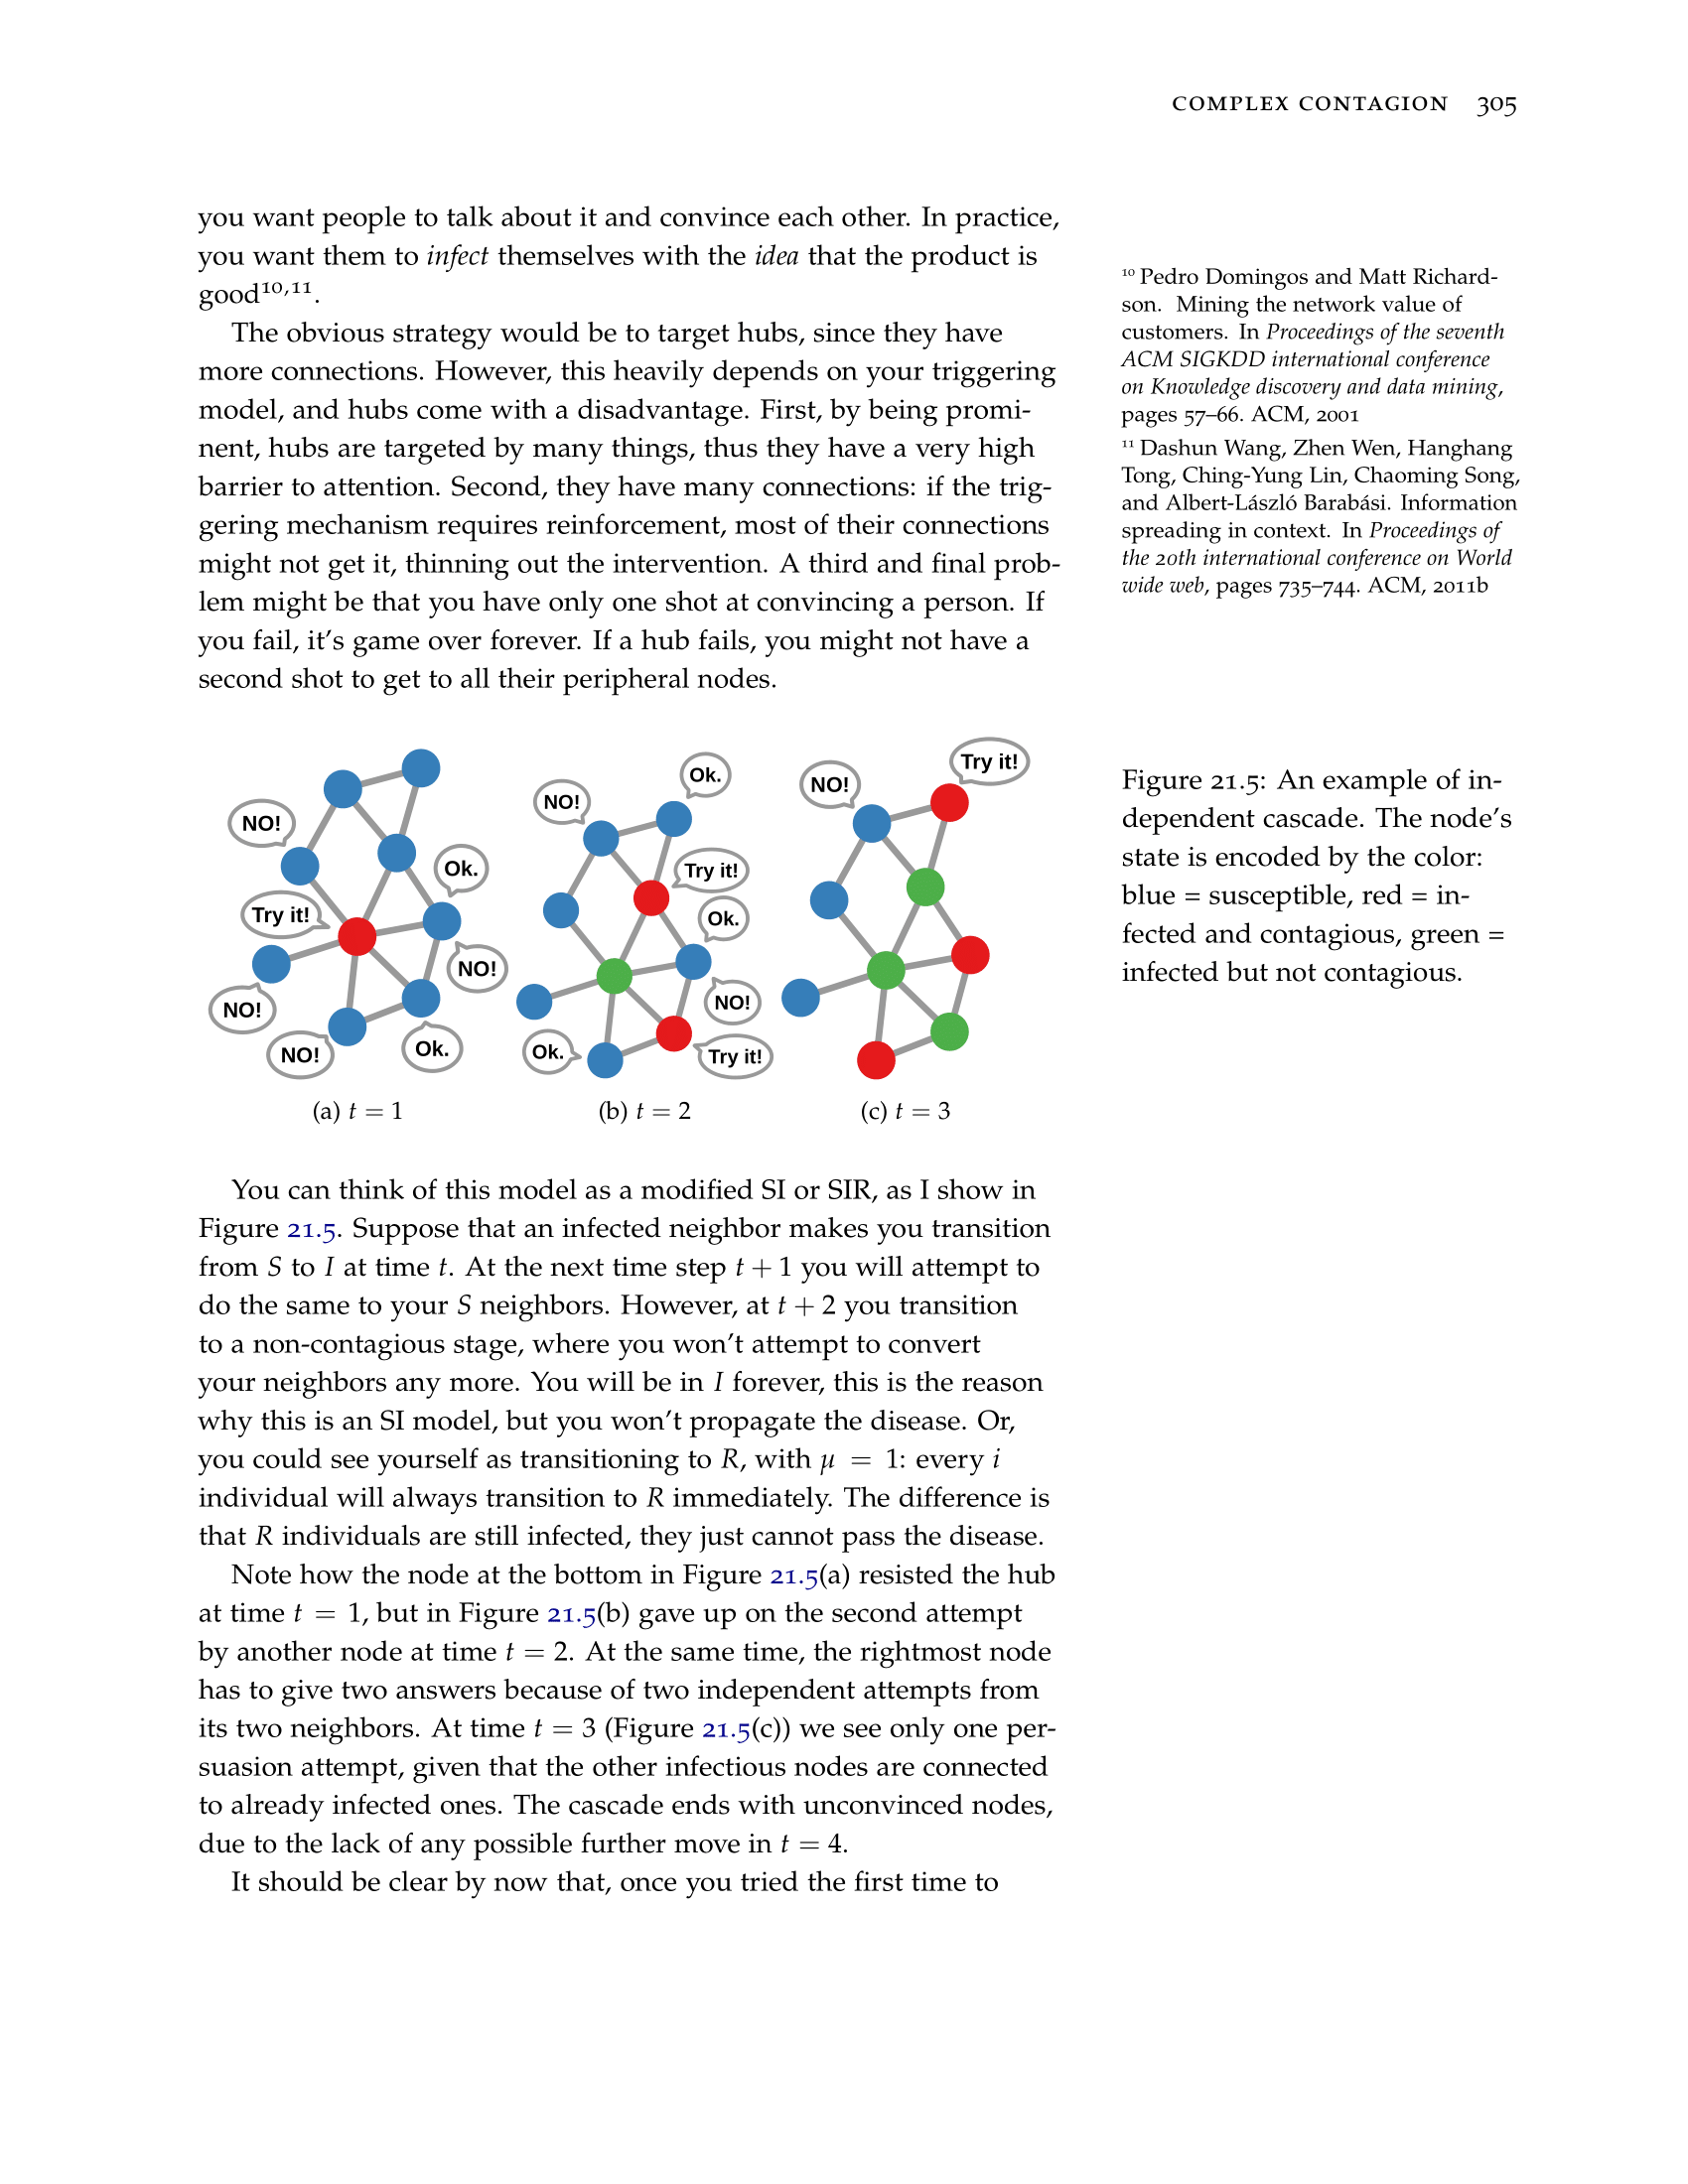 COMPLEX CONTAGION 305
you want people to talk about it and convince each other. In practice,
you want them to infect themselves with the idea that the product is
good10,11.
The obvious strategy would be to target hubs, since they have
more connections. However, this heavily depends on your triggering
model, and hubs come with a disadvantage. First, by being promi-
nent, hubs are targeted by many things, thus they have a very high
barrier to attention. Second, they have many connections: if the trig-
gering mechanism requires reinforcement, most of their connections
might not get it, thinning out the intervention. A third and final prob-
lem might be that you have only one shot at convincing a person. If
you fail, it's game over forever. If a hub fails, you might not have a
second shot to get to all their peripheral nodes.
10 Pedro Domingos and Matt Richard-
son. Mining the network value of
customers. In Proceedings of the seventh
ACM SIGKDD international conference
on Knowledge discovery and data mining,
pages 57–66. ACM, 2001
11 Dashun Wang, Zhen Wen, Hanghang
Tong, Ching-Yung Lin, Chaoming Song,
and Albert-László Barabási. Information
spreading in context. In Proceedings of
the 20th international conference on World
wide web, pages 735–744. ACM, 2011b
NO!
Ok.
Try it!
NO!
NO!
NO!
Ok.
(a) t = 1
Ok.
NO!
Try it!
Ok.
NO!
Ok.
Try it!
(b) t = 2
Try it!
NO!
(c) t = 3
Figure 21.5: An example of in-
dependent cascade. The node's
state is encoded by the color:
blue = susceptible, red = in-
fected and contagious, green =
infected but not contagious.
You can think of this model as a modified SI or SIR, as I show in
Figure 21.5. Suppose that an infected neighbor makes you transition
from S to I at time t. At the next time step t + 1 you will attempt to
do the same to your S neighbors. However, at t + 2 you transition
to a non-contagious stage, where you won't attempt to convert
your neighbors any more. You will be in I forever, this is the reason
why this is an SI model, but you won't propagate the disease. Or,
you could see yourself as transitioning to R, with μ = 1: every i
individual will always transition to R immediately. The difference is
that R individuals are still infected, they just cannot pass the disease.
Note how the node at the bottom in Figure 21.5(a) resisted the hub
at time t = 1, but in Figure 21.5(b) gave up on the second attempt
by another node at time t = 2. At the same time, the rightmost node
has to give two answers because of two independent attempts from
its two neighbors. At time t = 3 (Figure 21.5(c)) we see only one per-
suasion attempt, given that the other infectious nodes are connected
to already infected ones. The cascade ends with unconvinced nodes,
due to the lack of any possible further move in t = 4.
It should be clear by now that, once you tried the first time to